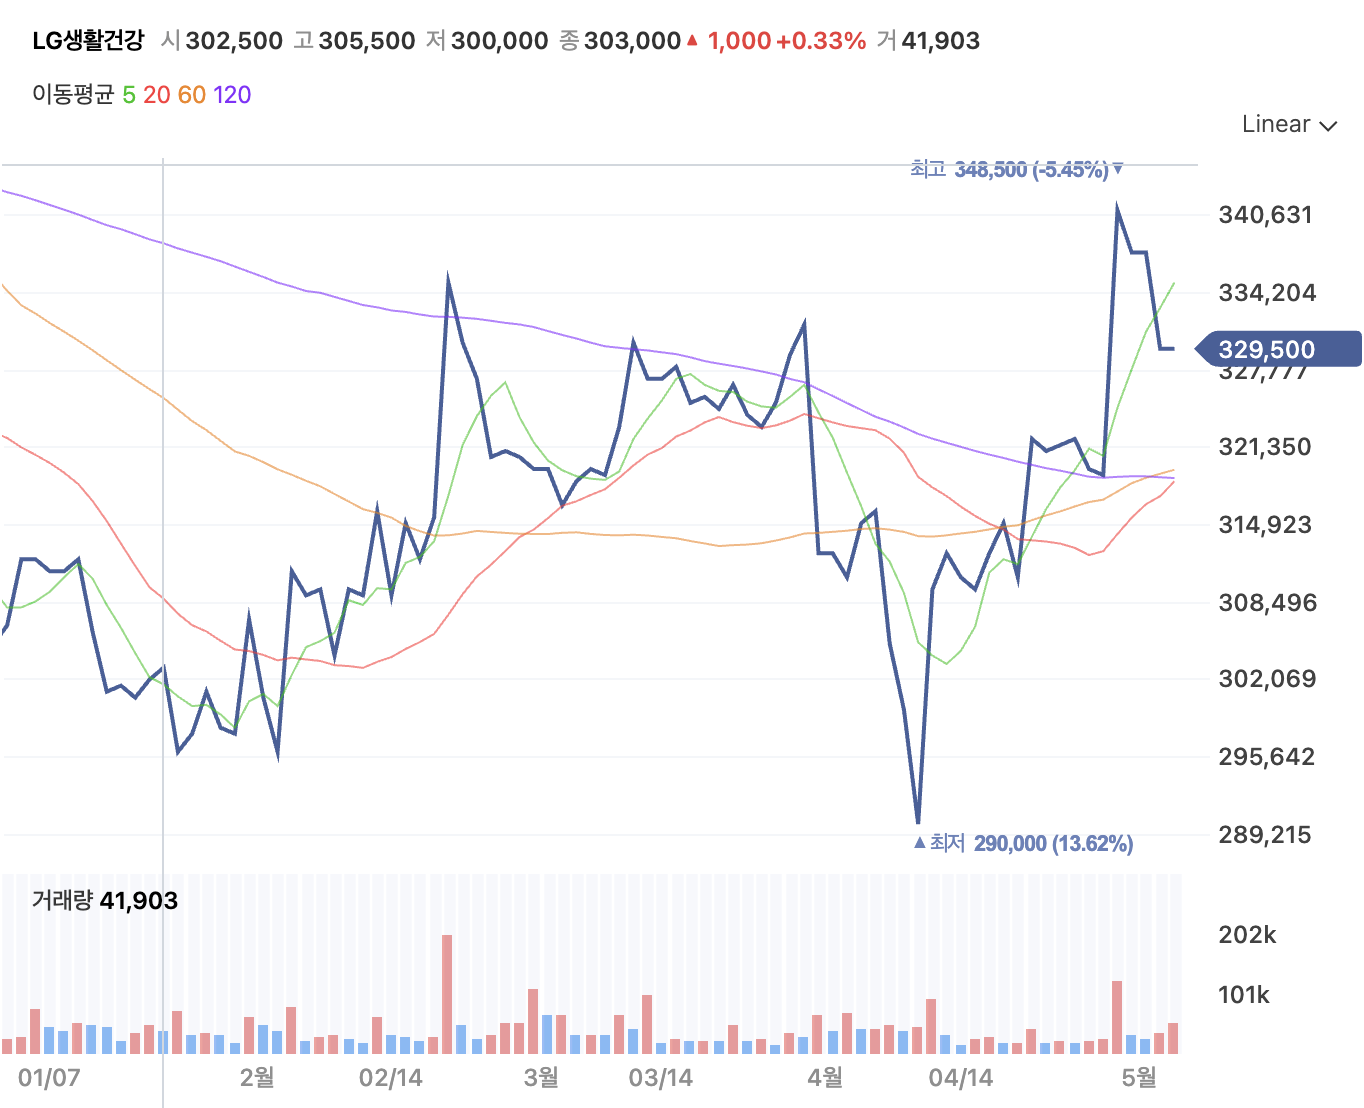 LG생활건강 시 302,500 고 305,500 저 300,000 종 303,000 ▲ 1,000 +0.33% 거 41,903
이동평균 5 20 60 120
Linear
최고 348,500 (-5.45%) ▼
340,631
334,204
329,500
327,777
321,350
314,923
308,496
302,069
295,642
289,215
▲ 최저 290,000 (13.62%)
거래량 41,903
202k
101k
01/07 2월 02/14 3월 03/14 4월 04/14 5월